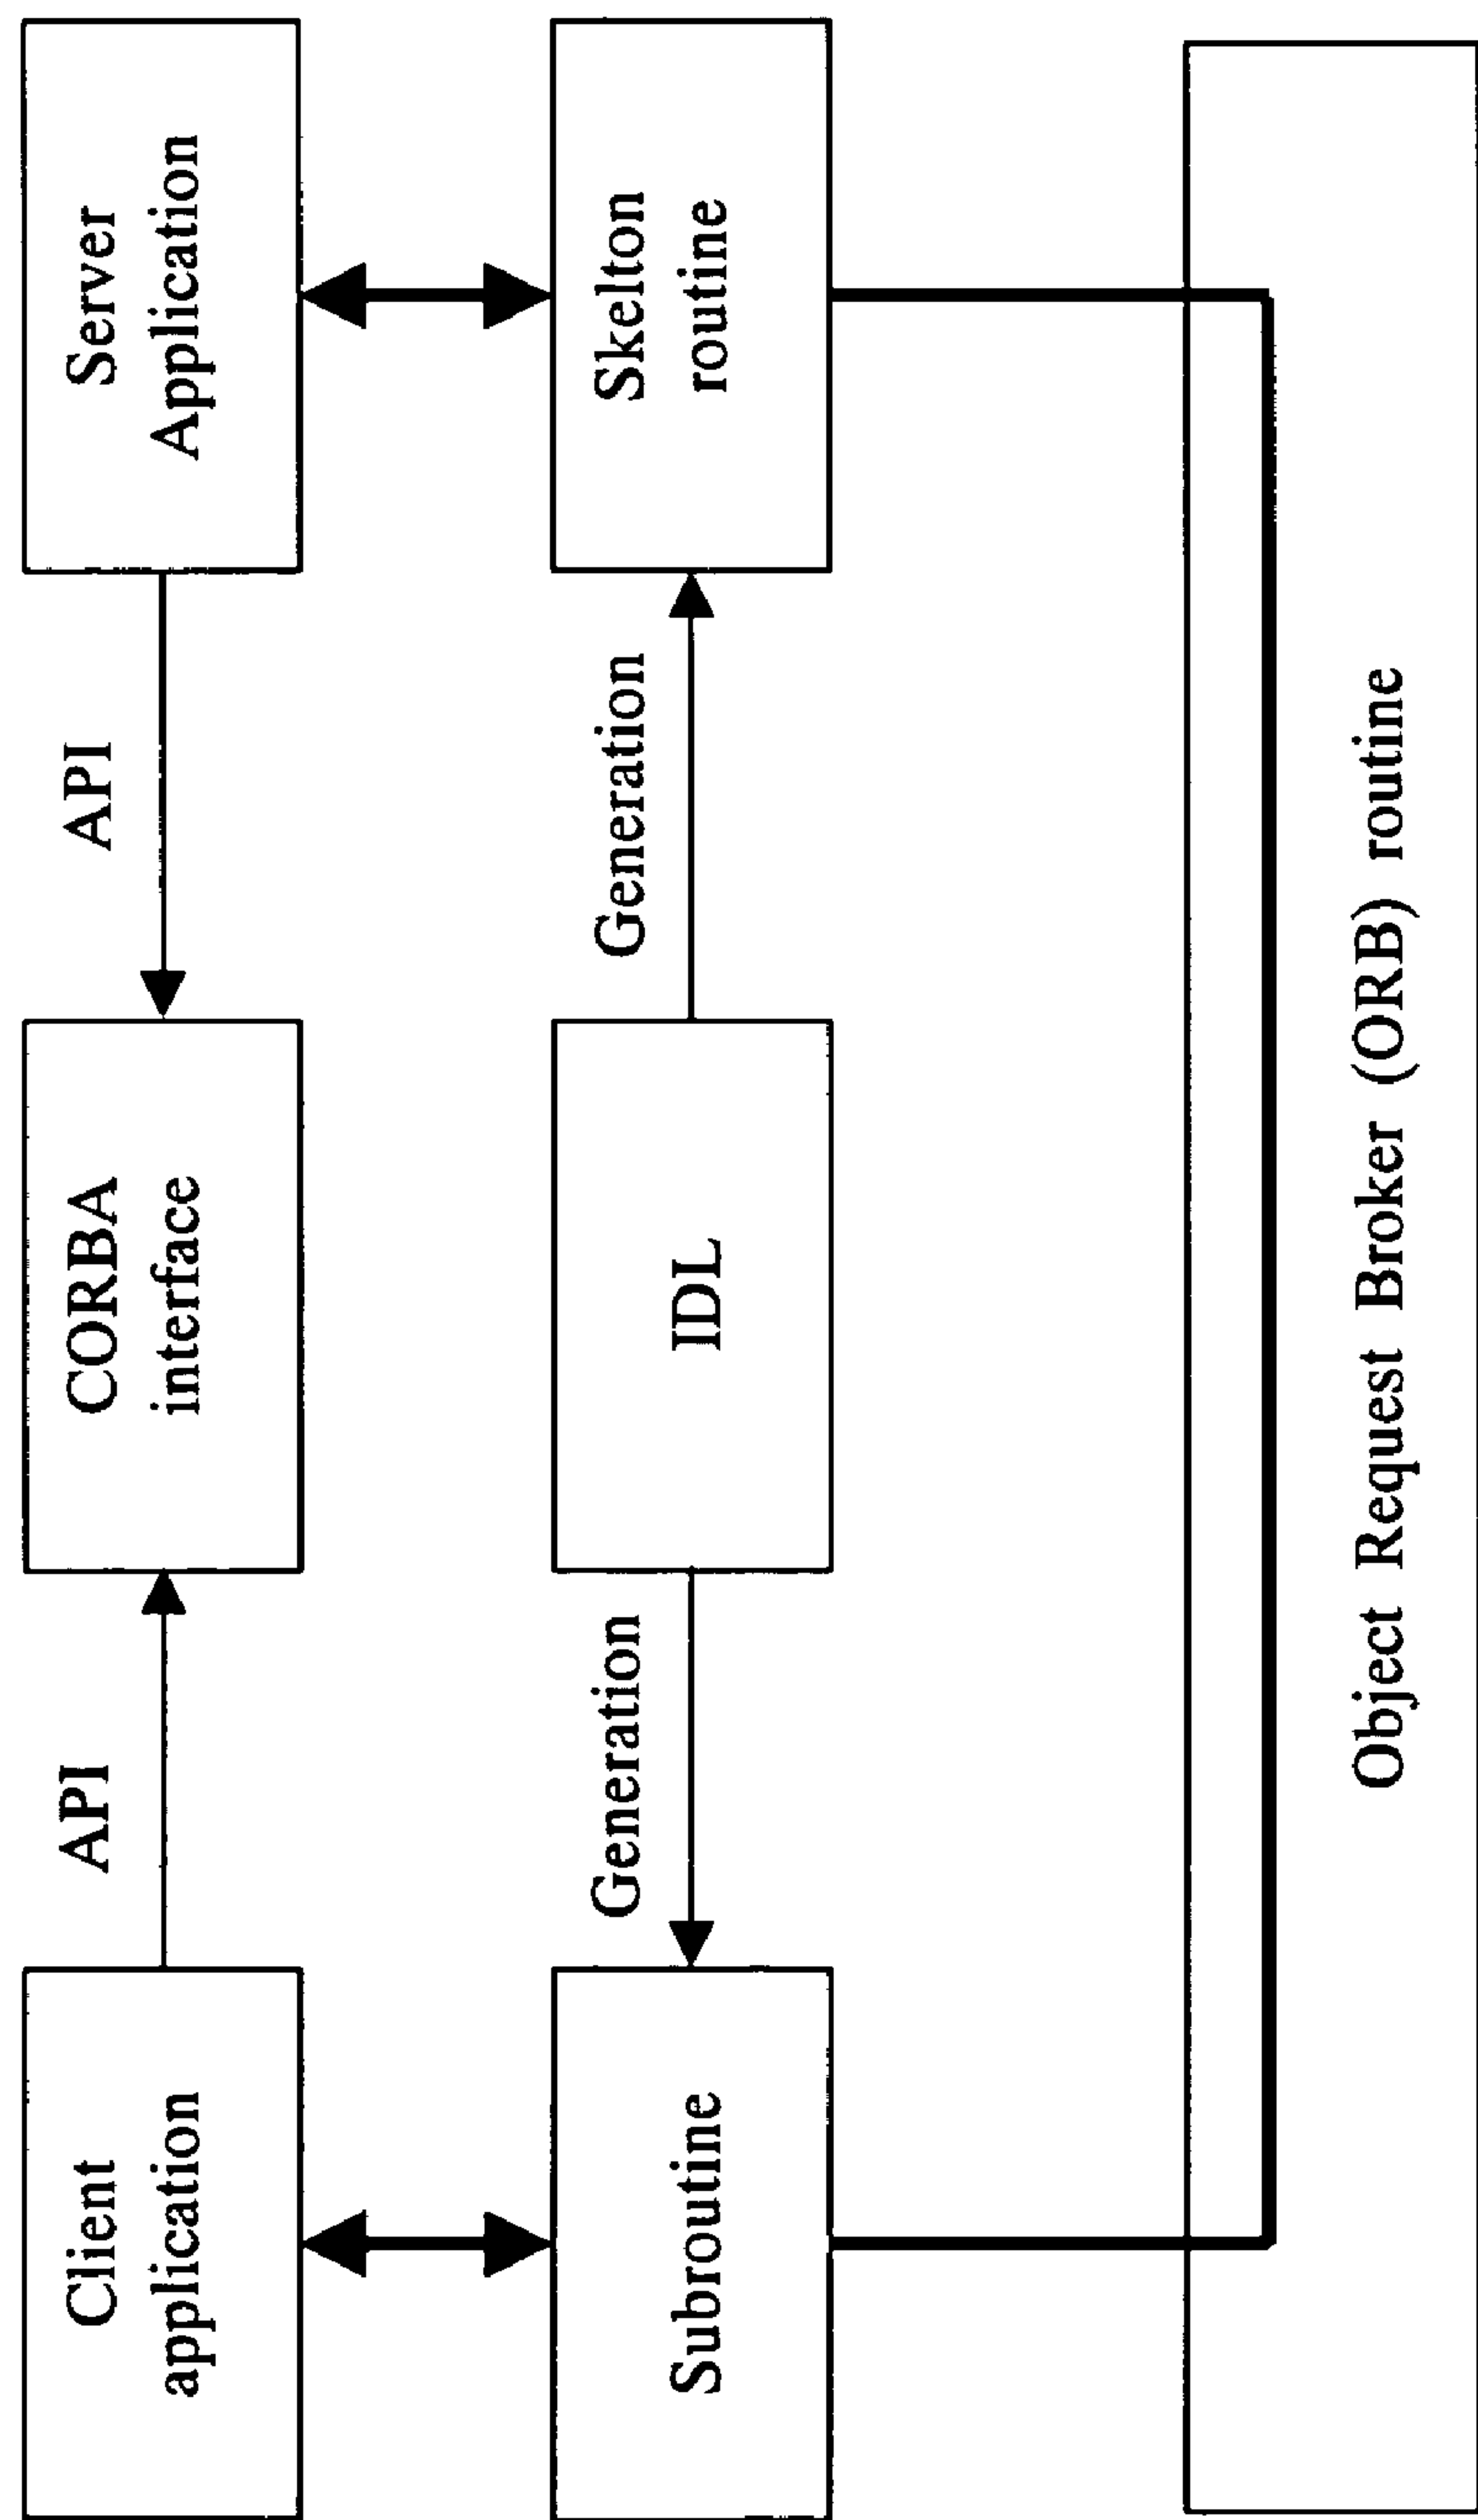 Client
application
API
CORBA
interface
API
Server
Application
Subroutine
Generation
IDL
Generation
Skelton
routine
Object Request Broker (ORB) routine